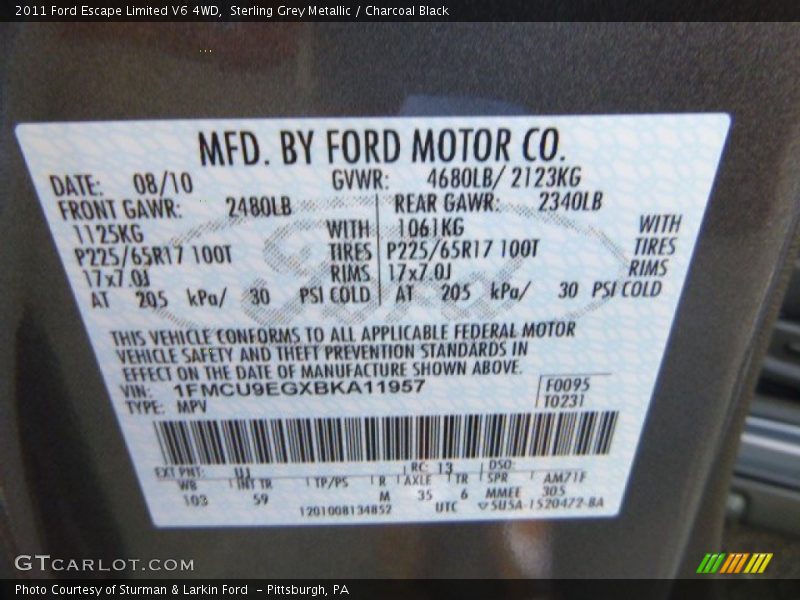 2011 Ford Escape Limited V6 4WD, Sterling Grey Metallic / Charcoal Black
MFD. BY FORD MOTOR CO.
DATE: 08/10 GVWR: 4680LB/ 2123KG
FRONT GAWR: 2480LB REAR GAWR: 2340LB
1125KG WITH 1061KG WITH
P225/65R17 100T TIRES P225/65R17 100T TIRES
17x7.0J RIMS 17x7.0J RIMS
AT 205 kPa/ 30 PSI COLD AT 205 kPa/ 30 PSI COLD
Ford
THIS VEHICLE CONFORMS TO ALL APPLICABLE FEDERAL MOTOR
VEHICLE SAFETY AND THEFT PREVENTION STANDARDS IN
EFFECT ON THE DATE OF MANUFACTURE SHOWN ABOVE.
VIN: 1FMCU9EGXBKA11957 F0095
TYPE: MPV T0231
EXT PNT: UJ RC: 13 DSO:
WB INT TR TP/PS R AXLE TR SPR AM71F
103 59 M 35 6 MMEE 305
1201008134852 UTC 5U5A-1520472-BA
GTCARLOT.COM
Photo Courtesy of Sturman & Larkin Ford - Pittsburgh, PA